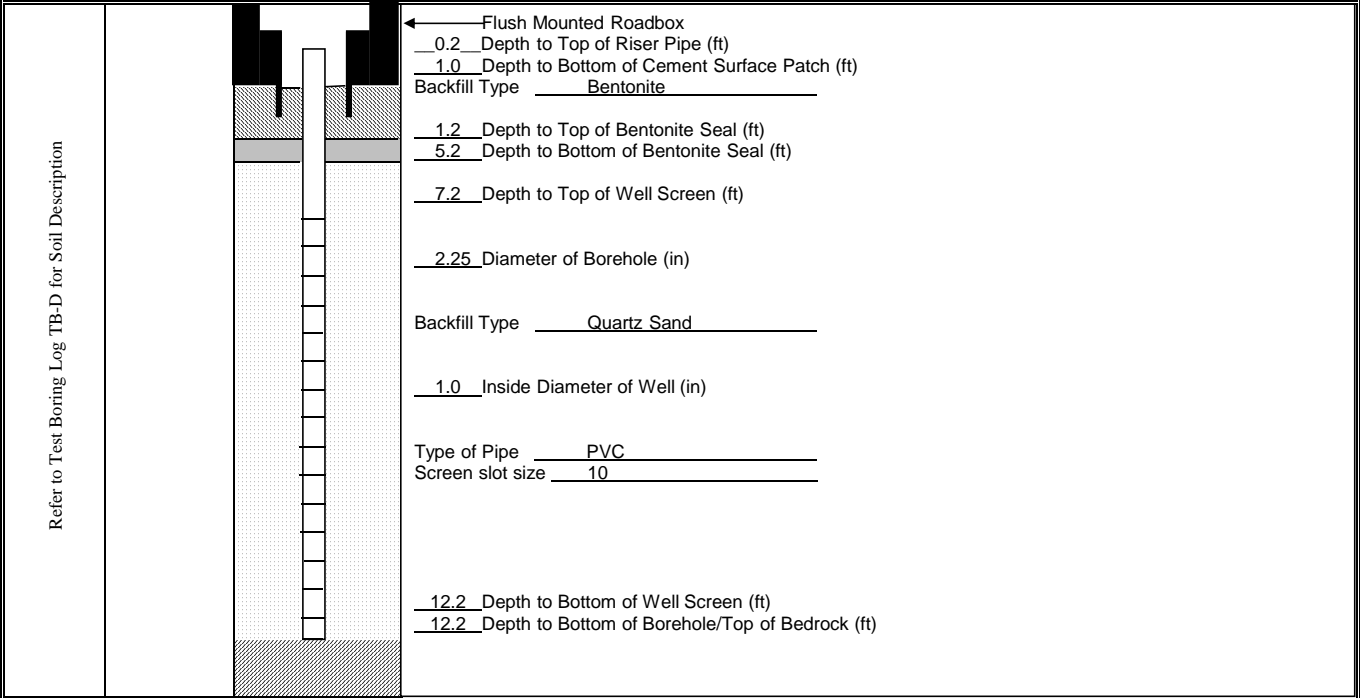 Refer to Test Boring Log TB-D for Soil Description
Flush Mounted Roadbox
__0.2__Depth to Top of Riser Pipe (ft)
1.0 Depth to Bottom of Cement Surface Patch (ft)
Backfill Type Bentonite
1.2 Depth to Top of Bentonite Seal (ft)
5.2 Depth to Bottom of Bentonite Seal (ft)
7.2 Depth to Top of Well Screen (ft)
2.25 Diameter of Borehole (in)
Backfill Type Quartz Sand
1.0 Inside Diameter of Well (in)
Type of Pipe PVC
Screen slot size 10
12.2 Depth to Bottom of Well Screen (ft)
12.2 Depth to Bottom of Borehole/Top of Bedrock (ft)